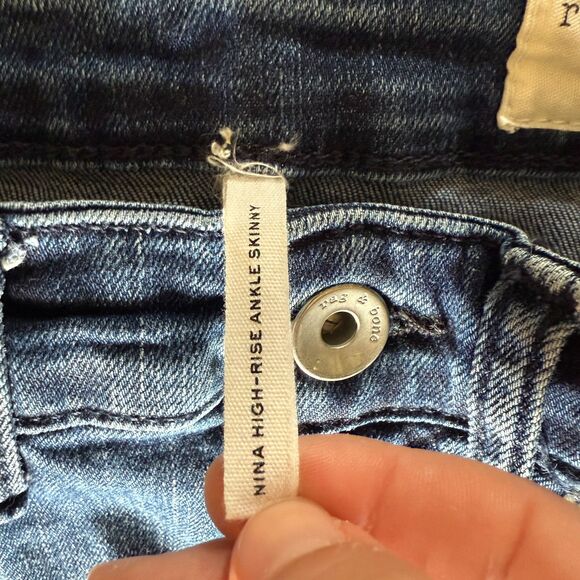 r
NINA HIGH-RISE ANKLE SKINNY
rag & bone